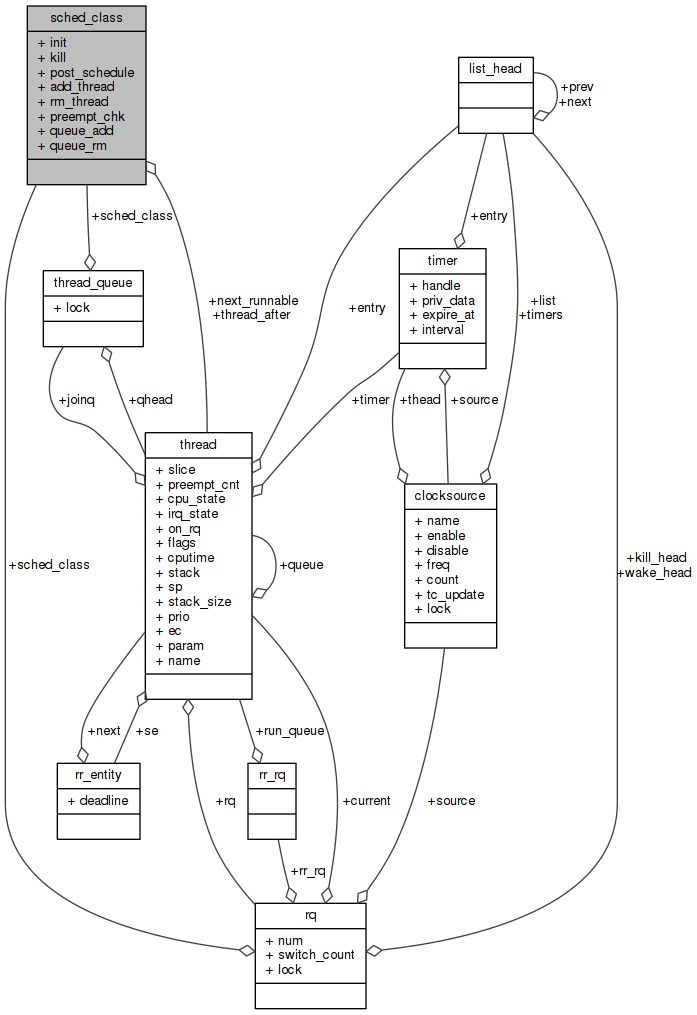 sched_class
+ init
+ kill
+ post_schedule
+ add_thread
+ rm_thread
+ preempt_chk
+ queue_add
+ queue_rm
list_head
+prev
+next
+sched_class
+entry
thread_queue
+ lock
timer
+ handle
+ priv_data
+ expire_at
+ interval
+next_runnable
+thread_after
+entry
+list
+timers
+joinq
+qhead
+timer
+thead
+source
thread
+ slice
+ preempt_cnt
+ cpu_state
+ irq_state
+ on_rq
+ flags
+ cputime
+ stack
+ sp
+ stack_size
+ prio
+ ec
+ param
+ name
clocksource
+ name
+ enable
+ disable
+ freq
+ count
+ tc_update
+ lock
+queue
+sched_class
+kill_head
+wake_head
+next
+se
+run_queue
rr_entity
+ deadline
rr_rq
+rq
+current
+source
+rr_rq
rq
+ num
+ switch_count
+ lock